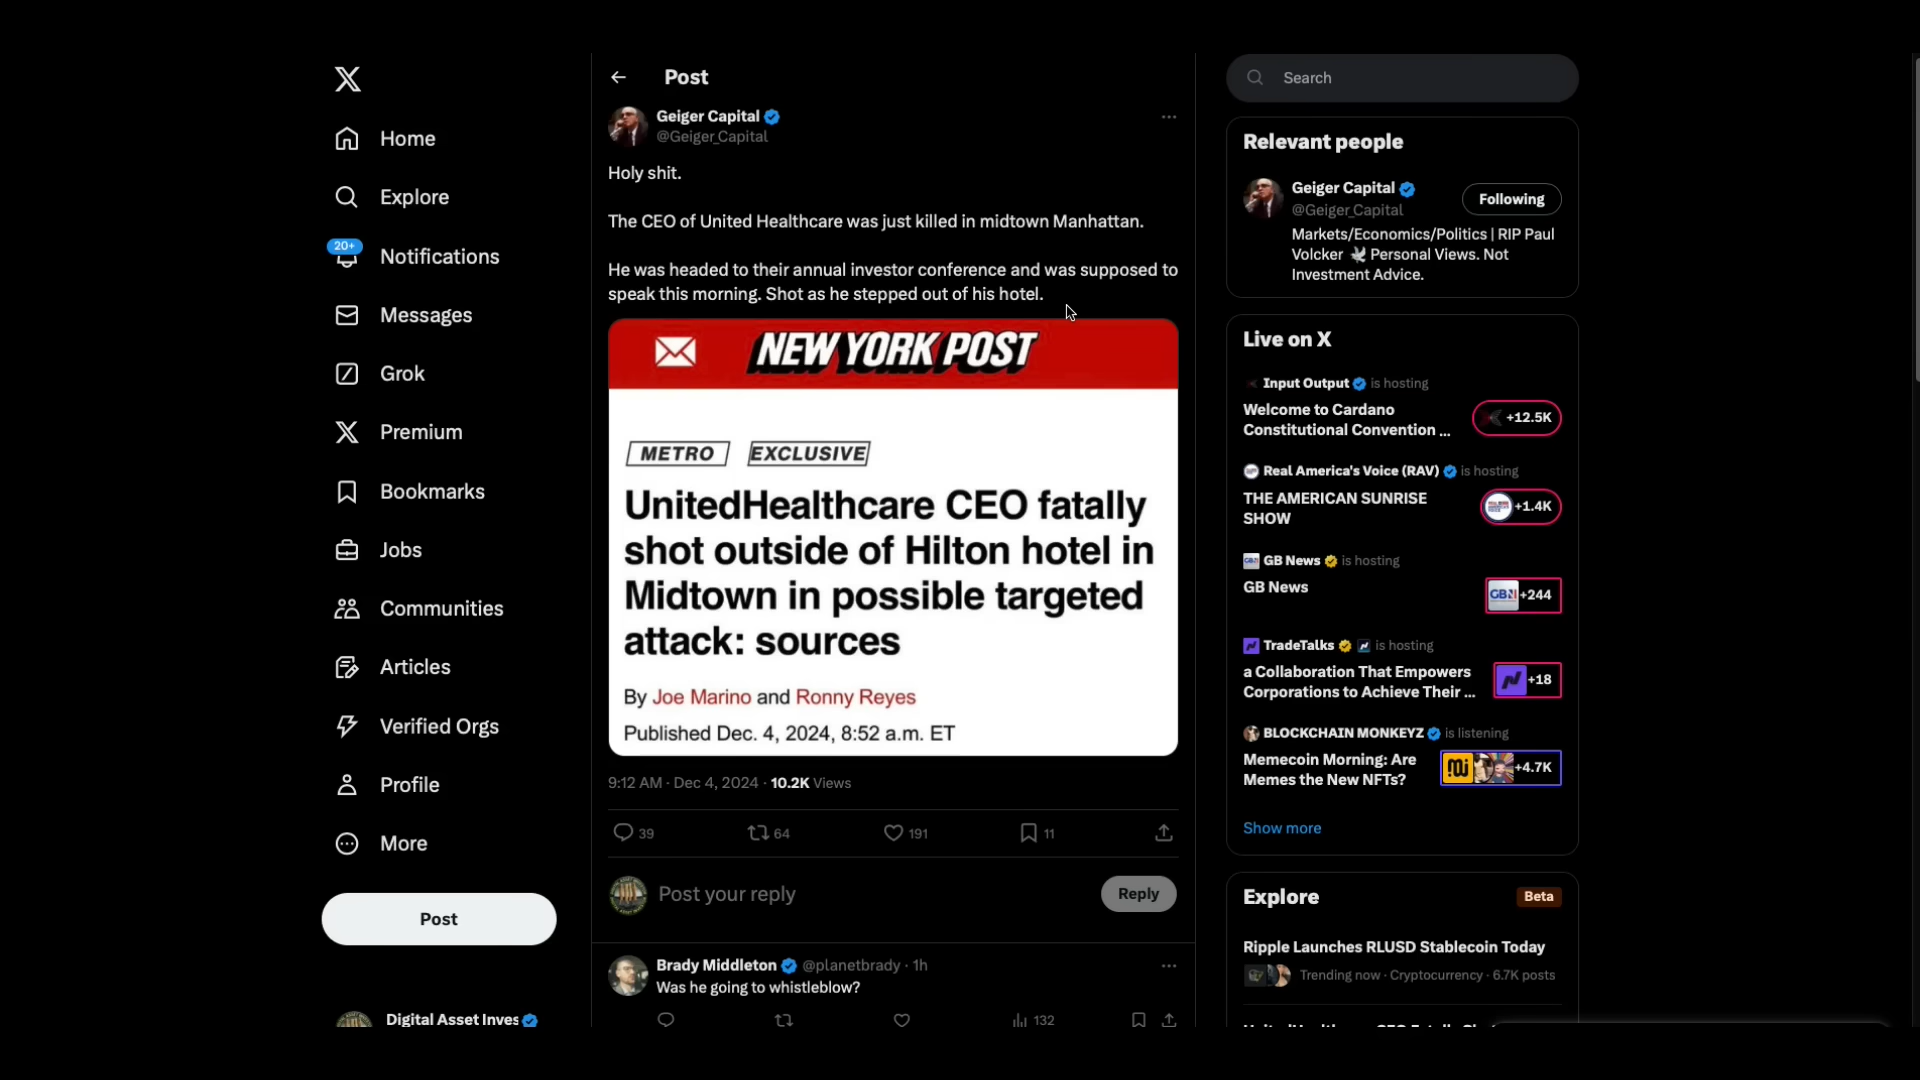 Home
Explore
20+
Notifications
Messages
Grok
Premium
Bookmarks
Jobs
Communities
Articles
Verified Orgs
Profile
More
Post
Digital Asset Inves
Post
Geiger Capital
@Geiger_Capital
Holy shit.
The CEO of United Healthcare was just killed in midtown Manhattan.
He was headed to their annual investor conference and was supposed to
speak this morning. Shot as he stepped out of his hotel.
NEW YORK POST
METRO EXCLUSIVE
UnitedHealthcare CEO fatally
shot outside of Hilton hotel in
Midtown in possible targeted
attack: sources
By Joe Marino and Ronny Reyes
Published Dec. 4, 2024, 8:52 a.m. ET
9:12 AM · Dec 4, 2024 · 10.2K Views
39 64 191 11
Post your reply
Reply
Brady Middleton @planetbrady · 1h
Was he going to whistleblow?
132
Search
Relevant people
Geiger Capital
@Geiger_Capital
Following
Markets/Economics/Politics | RIP Paul
Volcker 🕊️ Personal Views. Not
Investment Advice.
Live on X
Input Output is hosting
Welcome to Cardano
Constitutional Convention ...
+12.5K
Real America's Voice (RAV) is hosting
THE AMERICAN SUNRISE
SHOW
+1.4K
GB News is hosting
GB News
+244
TradeTalks is hosting
a Collaboration That Empowers
Corporations to Achieve Their ...
+18
BLOCKCHAIN MONKEYZ is listening
Memecoin Morning: Are
Memes the New NFTs?
+4.7K
Show more
Explore
Beta
Ripple Launches RLUSD Stablecoin Today
Trending now · Cryptocurrency · 6.7K posts